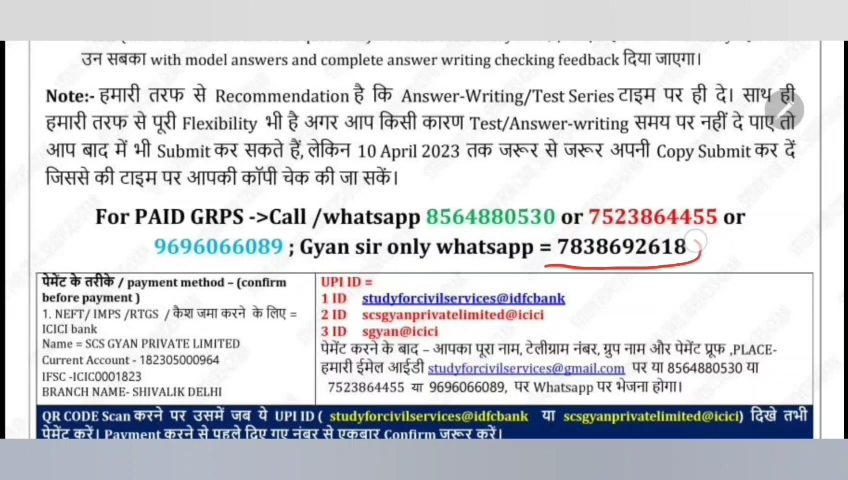 उन सबका with model answers and complete answer writing checking feedback दिया जाएगा।
Note:- हमारी तरफ से Recommendation है कि Answer-Writing/Test Series टाइम पर ही दे। साथ ही
हमारी तरफ से पूरी Flexibility भी है अगर आप किसी कारण Test/Answer-writing समय पर नहीं दे पाए तो
आप बाद में भी Submit कर सकते हैं, लेकिन 10 April 2023 तक जरूर से जरूर अपनी Copy Submit कर दें
जिससे की टाइम पर आपकी कॉपी चेक की जा सकें।
For PAID GRPS ->Call /whatsapp 8564880530 or 7523864455 or
9696066089 ; Gyan sir only whatsapp = 7838692618
पेमेंट के तरीके / payment method – (confirm
before payment )
1. NEFT/ IMPS /RTGS / कैश जमा करने के लिए =
ICICI bank
Name = SCS GYAN PRIVATE LIMITED
Current Account - 182305000964
IFSC -ICIC0001823
BRANCH NAME- SHIVALIK DELHI
UPI ID =
1 ID studyforcivilservices@idfcbank
2 ID scsgyanprivatelimited@icici
3 ID sgyan@icici
पेमेंट करने के बाद – आपका पूरा नाम, टेलीग्राम नंबर, ग्रुप नाम और पेमेंट प्रूफ ,PLACE-
हमारी ईमेल आईडी studyforcivilservices@gmail.com पर या 8564880530 या
7523864455 या 9696066089, पर Whatsapp पर भेजना होगा।
QR CODE Scan करने पर उसमें जब ये UPI ID ( studyforcivilservices@idfcbank या scsgyanprivatelimited@icici) दिखे तभी
पेमेंट करें। Payment करने से पहले दिए गए नंबर से एकबार Confirm जरूर करें।